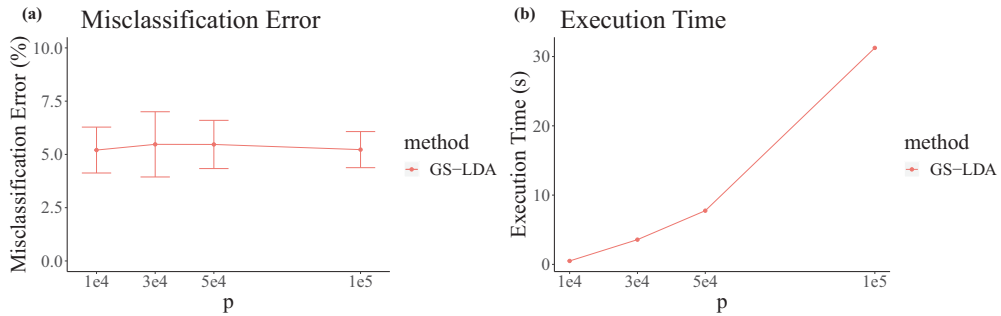 (a) Misclassification Error
Misclassification Error (%)
10.0
7.5
5.0
2.5
0.0
1e4 3e4 5e4 1e5
p
method
GS−LDA
(b) Execution Time
Execution Time (s)
30
20
10
0
1e4 3e4 5e4 1e5
p
method
GS−LDA